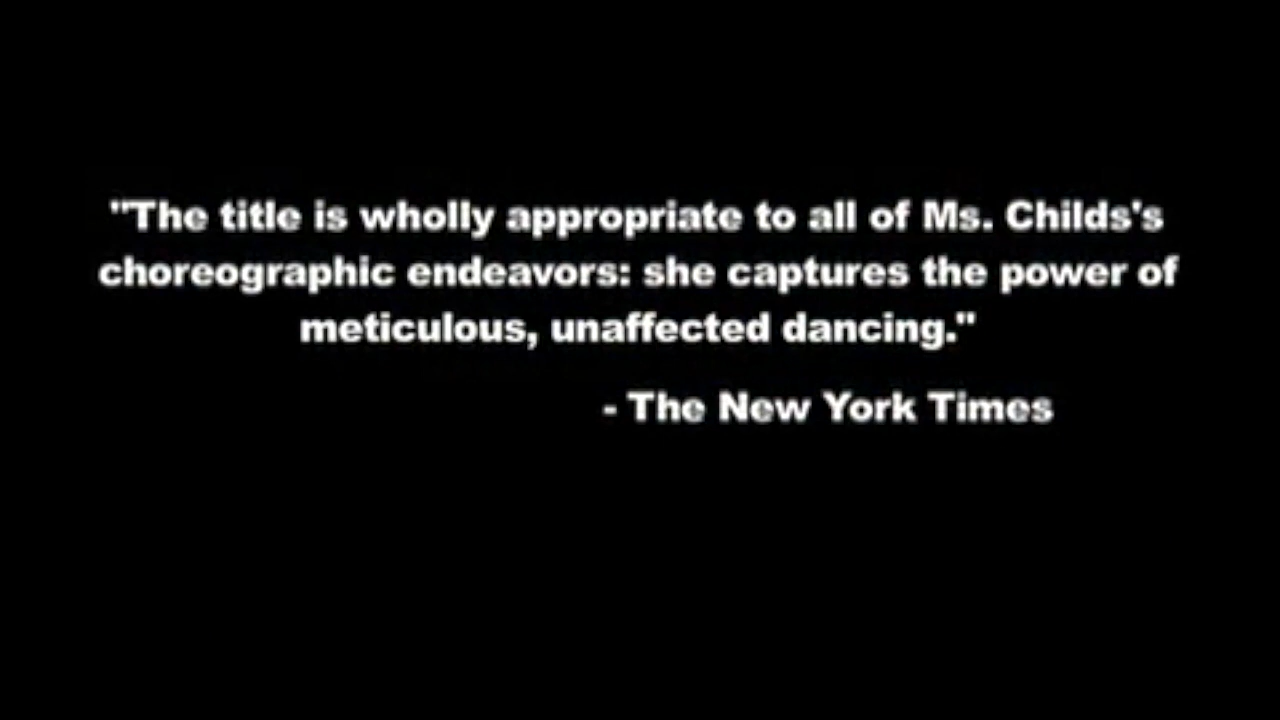 "The title is wholly appropriate to all of Ms. Childs's
choreographic endeavors: she captures the power of
meticulous, unaffected dancing."
- The New York Times